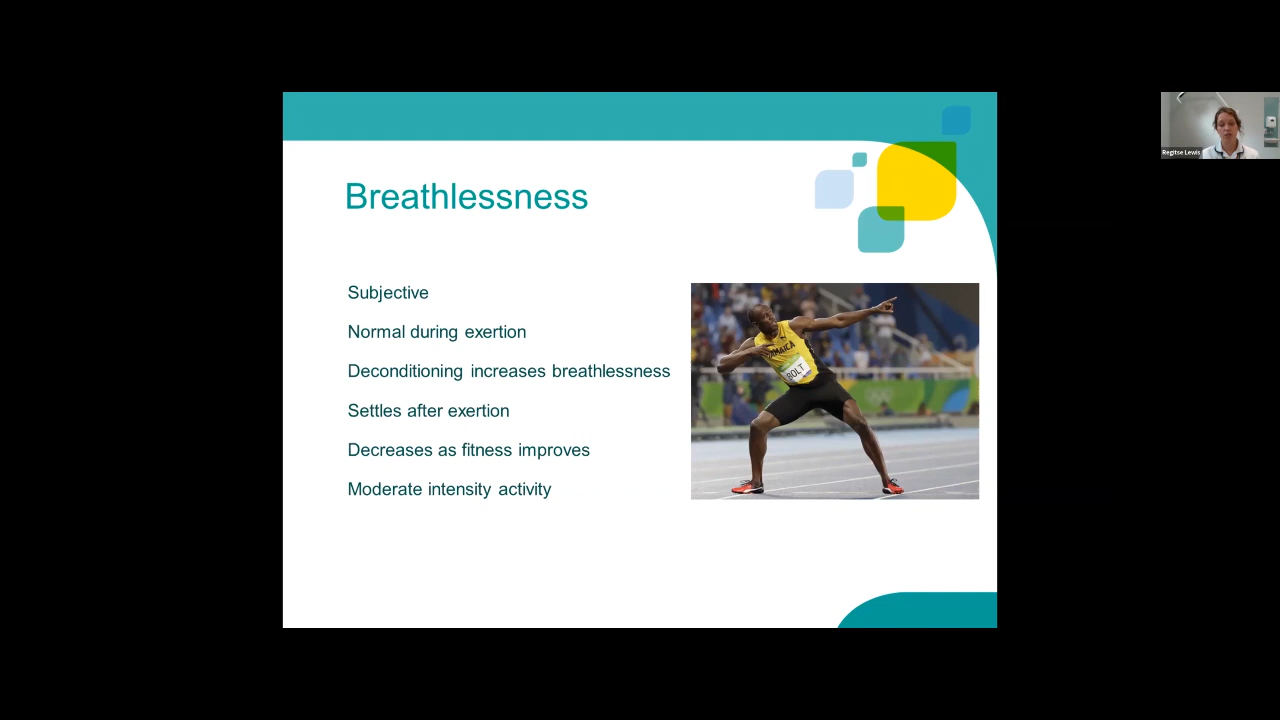 Breathlessness
Subjective
Normal during exertion
Deconditioning increases breathlessness
Settles after exertion
Decreases as fitness improves
Moderate intensity activity
JAMAICA
BOLT
Regitse Lewis